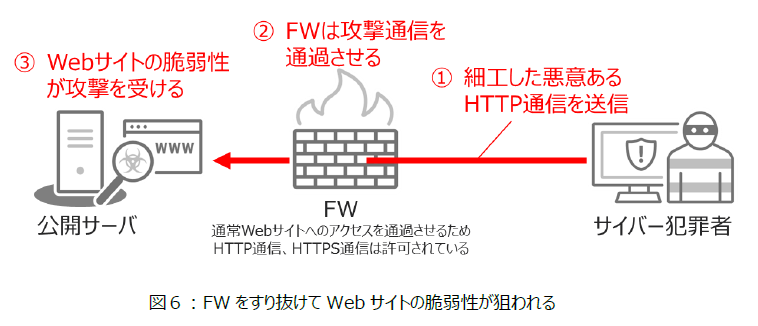 ② FWは攻撃通信を
通過させる
③ Webサイトの脆弱性
が攻撃を受ける
① 細工した悪意ある
HTTP通信を送信
WWW
公開サーバ
FW
通常Webサイトへのアクセスを通過させるため
HTTP通信、HTTPS通信は許可されている
サイバー犯罪者
図6：FW をすり抜けて Web サイトの脆弱性が狙われる